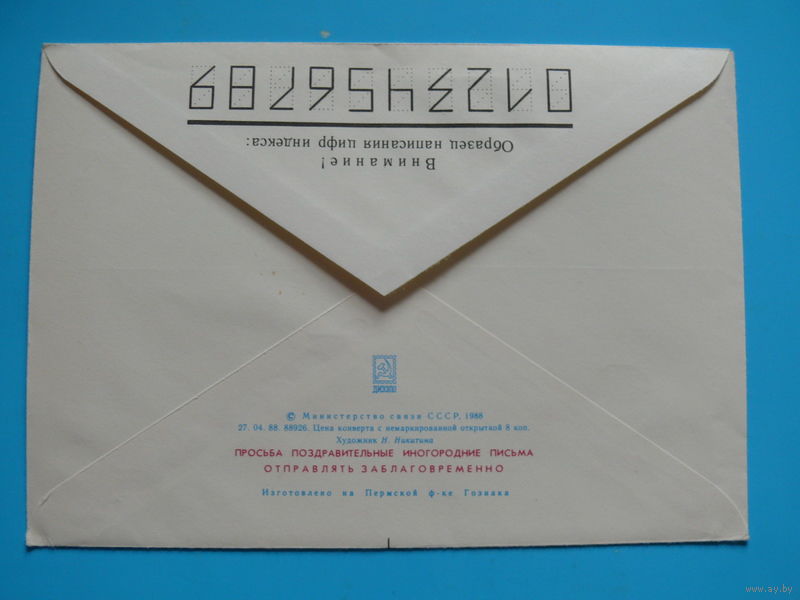 Внимание!
Образец написания цифр индекса:
0123456789
© Министерство связи СССР, 1988
27. 04. 88. 88926. Цена конверта с немаркированной открыткой 8 коп.
Художник Н. Никитина
ПРОСЬБА ПОЗДРАВИТЕЛЬНЫЕ ИНОГОРОДНИЕ ПИСЬМА
ОТПРАВЛЯТЬ ЗАБЛАГОВРЕМЕННО
Изготовлено на Пермской ф-ке Гознака
www.ay.by